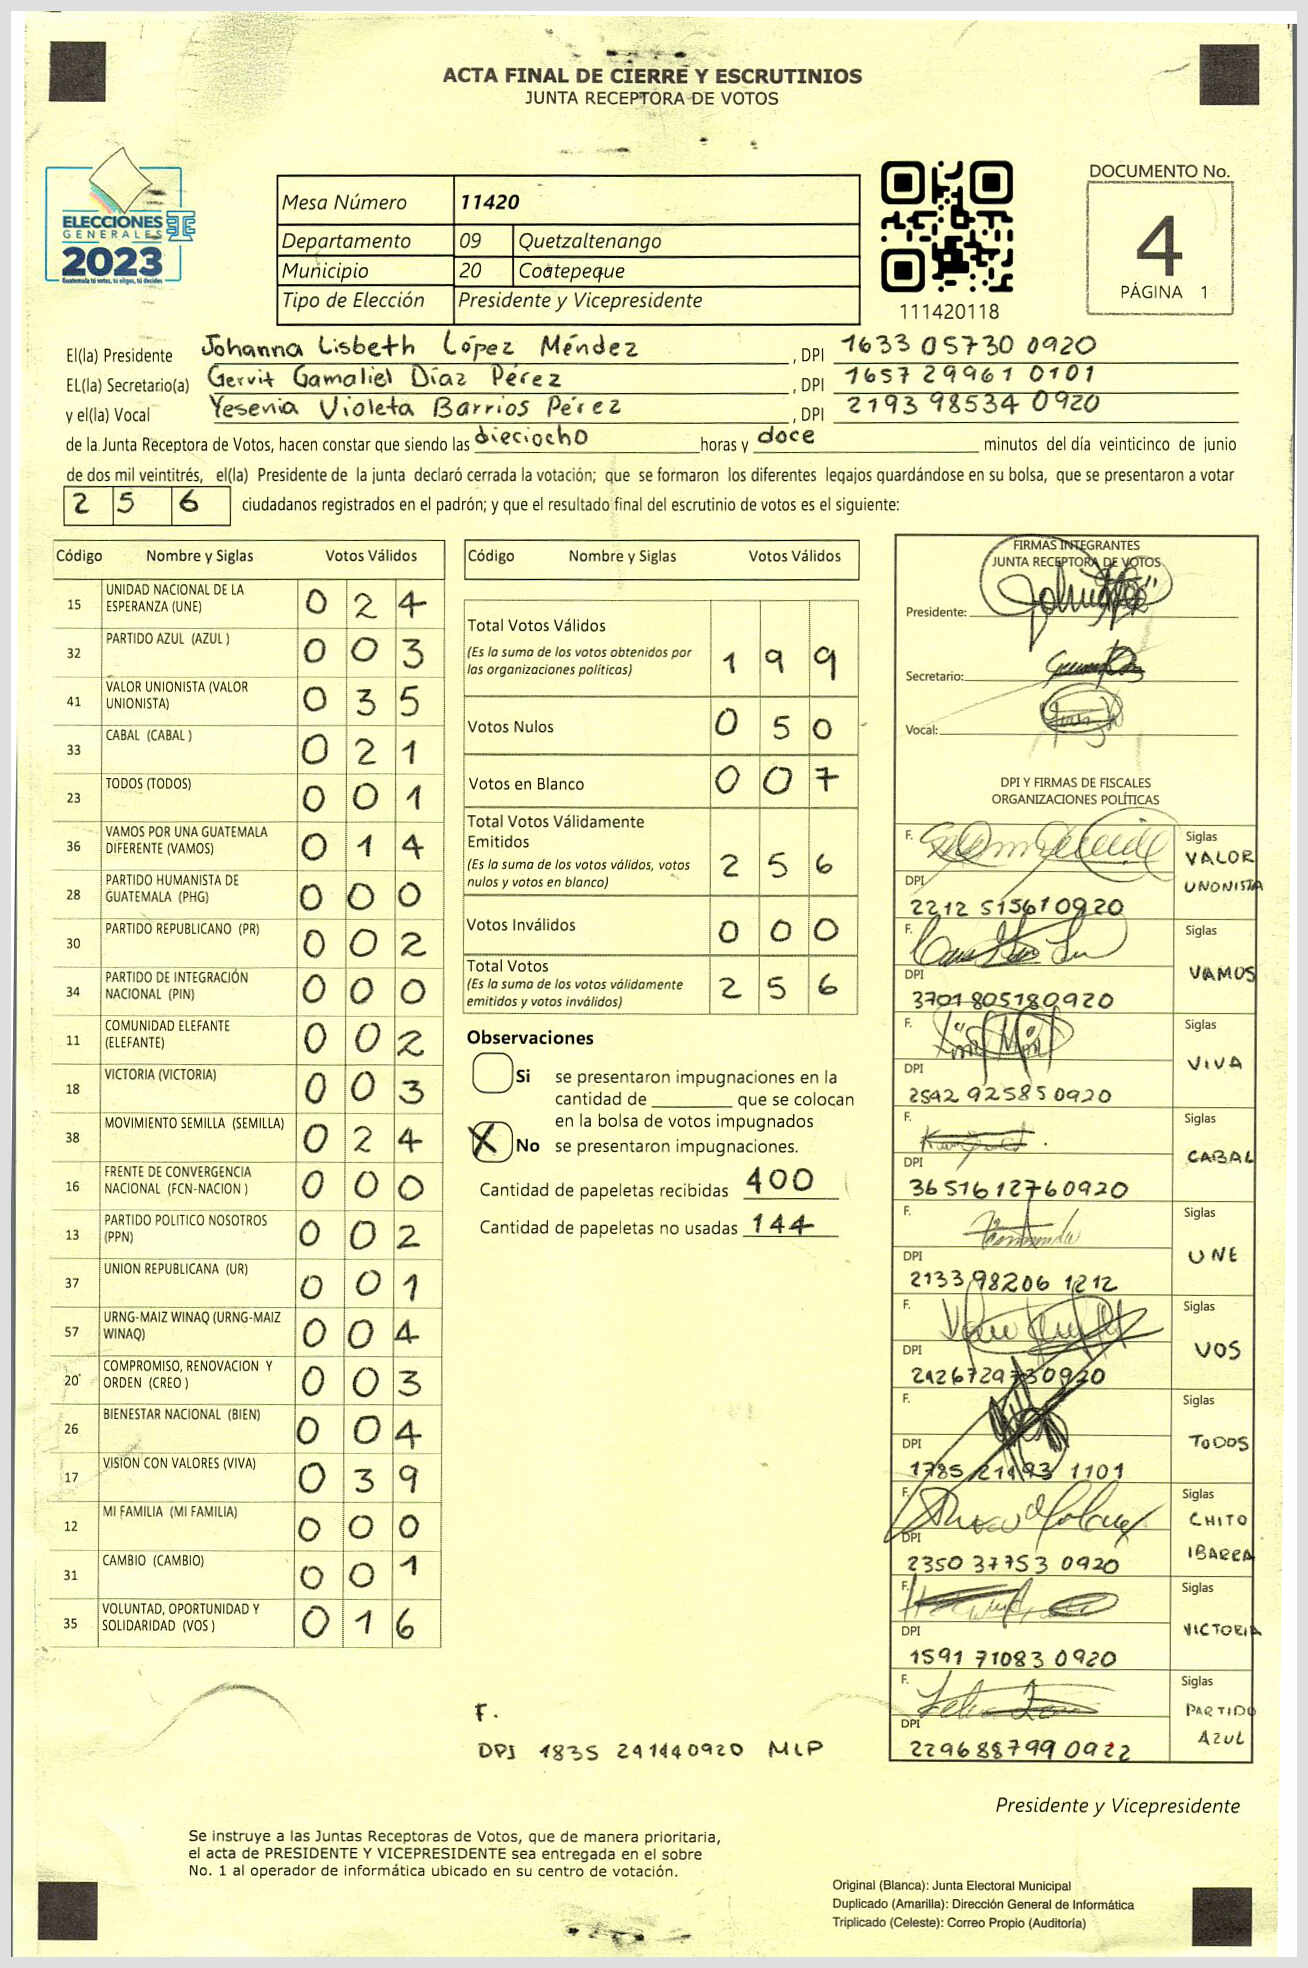 ACTA FINAL DE CIERRE Y ESCRUTINIOS
JUNTA RECEPTORA DE VOTOS
ELECCIONES
GENERALES
2023
Guatemala tú votas, tú eliges, tú decides
Mesa Número 11420
Departamento 09 Quetzaltenango
Municipio 20 Coatepeque
Tipo de Elección Presidente y Vicepresidente
111420118
DOCUMENTO No.
4
PÁGINA 1
El(la) Presidente Johanna Lisbeth López Méndez , DPI 1633 05730 0920
EL(la) Secretario(a) Gervit Gamaliel Díaz Pérez , DPI 1657 29961 0101
y el(la) Vocal Yesenia Violeta Barrios Pérez , DPI 2193 98534 0920
de la Junta Receptora de Votos, hacen constar que siendo las dieciocho horas y doce minutos del día veinticinco de junio
de dos mil veintitrés, el(la) Presidente de la junta declaró cerrada la votación; que se formaron los diferentes legajos guardándose en su bolsa, que se presentaron a votar
2 5 6 ciudadanos registrados en el padrón; y que el resultado final del escrutinio de votos es el siguiente:
Código Nombre y Siglas Votos Válidos
15 UNIDAD NACIONAL DE LA ESPERANZA (UNE) 0 2 4
32 PARTIDO AZUL (AZUL ) 0 0 3
41 VALOR UNIONISTA (VALOR UNIONISTA) 0 3 5
33 CABAL (CABAL ) 0 2 1
23 TODOS (TODOS) 0 0 1
36 VAMOS POR UNA GUATEMALA DIFERENTE (VAMOS) 0 1 4
28 PARTIDO HUMANISTA DE GUATEMALA (PHG) 0 0 0
30 PARTIDO REPUBLICANO (PR) 0 0 2
34 PARTIDO DE INTEGRACIÓN NACIONAL (PIN) 0 0 0
11 COMUNIDAD ELEFANTE (ELEFANTE) 0 0 2
18 VICTORIA (VICTORIA) 0 0 3
38 MOVIMIENTO SEMILLA (SEMILLA) 0 2 4
16 FRENTE DE CONVERGENCIA NACIONAL (FCN-NACION ) 0 0 0
13 PARTIDO POLITICO NOSOTROS (PPN) 0 0 2
37 UNION REPUBLICANA (UR) 0 0 1
57 URNG-MAIZ WINAQ (URNG-MAIZ WINAQ) 0 0 4
20 COMPROMISO, RENOVACION Y ORDEN (CREO ) 0 0 3
26 BIENESTAR NACIONAL (BIEN) 0 0 4
17 VISION CON VALORES (VIVA) 0 3 9
12 MI FAMILIA (MI FAMILIA) 0 0 0
31 CAMBIO (CAMBIO) 0 0 1
35 VOLUNTAD, OPORTUNIDAD Y SOLIDARIDAD (VOS ) 0 1 6
Código Nombre y Siglas Votos Válidos
Total Votos Válidos
(Es la suma de los votos obtenidos por
las organizaciones políticas) 1 9 9
Votos Nulos 0 5 0
Votos en Blanco 0 0 7
Total Votos Válidamente
Emitidos
(Es la suma de los votos válidos, votos
nulos y votos en blanco) 2 5 6
Votos Inválidos 0 0 0
Total Votos
(Es la suma de los votos válidamente
emitidos y votos inválidos) 2 5 6
Observaciones
Si se presentaron impugnaciones en la
cantidad de ________ que se colocan
en la bolsa de votos impugnados
X No se presentaron impugnaciones.
Cantidad de papeletas recibidas 400
Cantidad de papeletas no usadas 144
F.
DPI 1835 291440920 MLP
FIRMAS INTEGRANTES
JUNTA RECEPTORA DE VOTOS
Presidente:
Secretario:
Vocal:
DPI Y FIRMAS DE FISCALES
ORGANIZACIONES POLÍTICAS
F. Siglas VALOR UNONISTA
DPI 2212 51561 0920
F. Siglas VAMOS
DPI 3701805180920
F. Siglas VIVA
DPI 2592 92585 0920
F. Siglas CABAL
DPI 3651612760920
F. Siglas UNE
DPI 2133 98206 1212
F. Siglas VOS
DPI 2126729730920
F. Siglas TODOS
DPI 1785 21193 1101
F. Siglas CHITO IBARRA
DPI 2350 37753 0920
F. Siglas VICTORIA
DPI 1591 71083 0920
F. Siglas PARTIDO AZUL
DPI 2296887990922
Presidente y Vicepresidente
Se instruye a las Juntas Receptoras de Votos, que de manera prioritaria,
el acta de PRESIDENTE Y VICEPRESIDENTE sea entregada en el sobre
No. 1 al operador de informática ubicado en su centro de votación.
Original (Blanca): Junta Electoral Municipal
Duplicado (Amarilla): Dirección General de Informática
Triplicado (Celeste): Correo Propio (Auditoría)